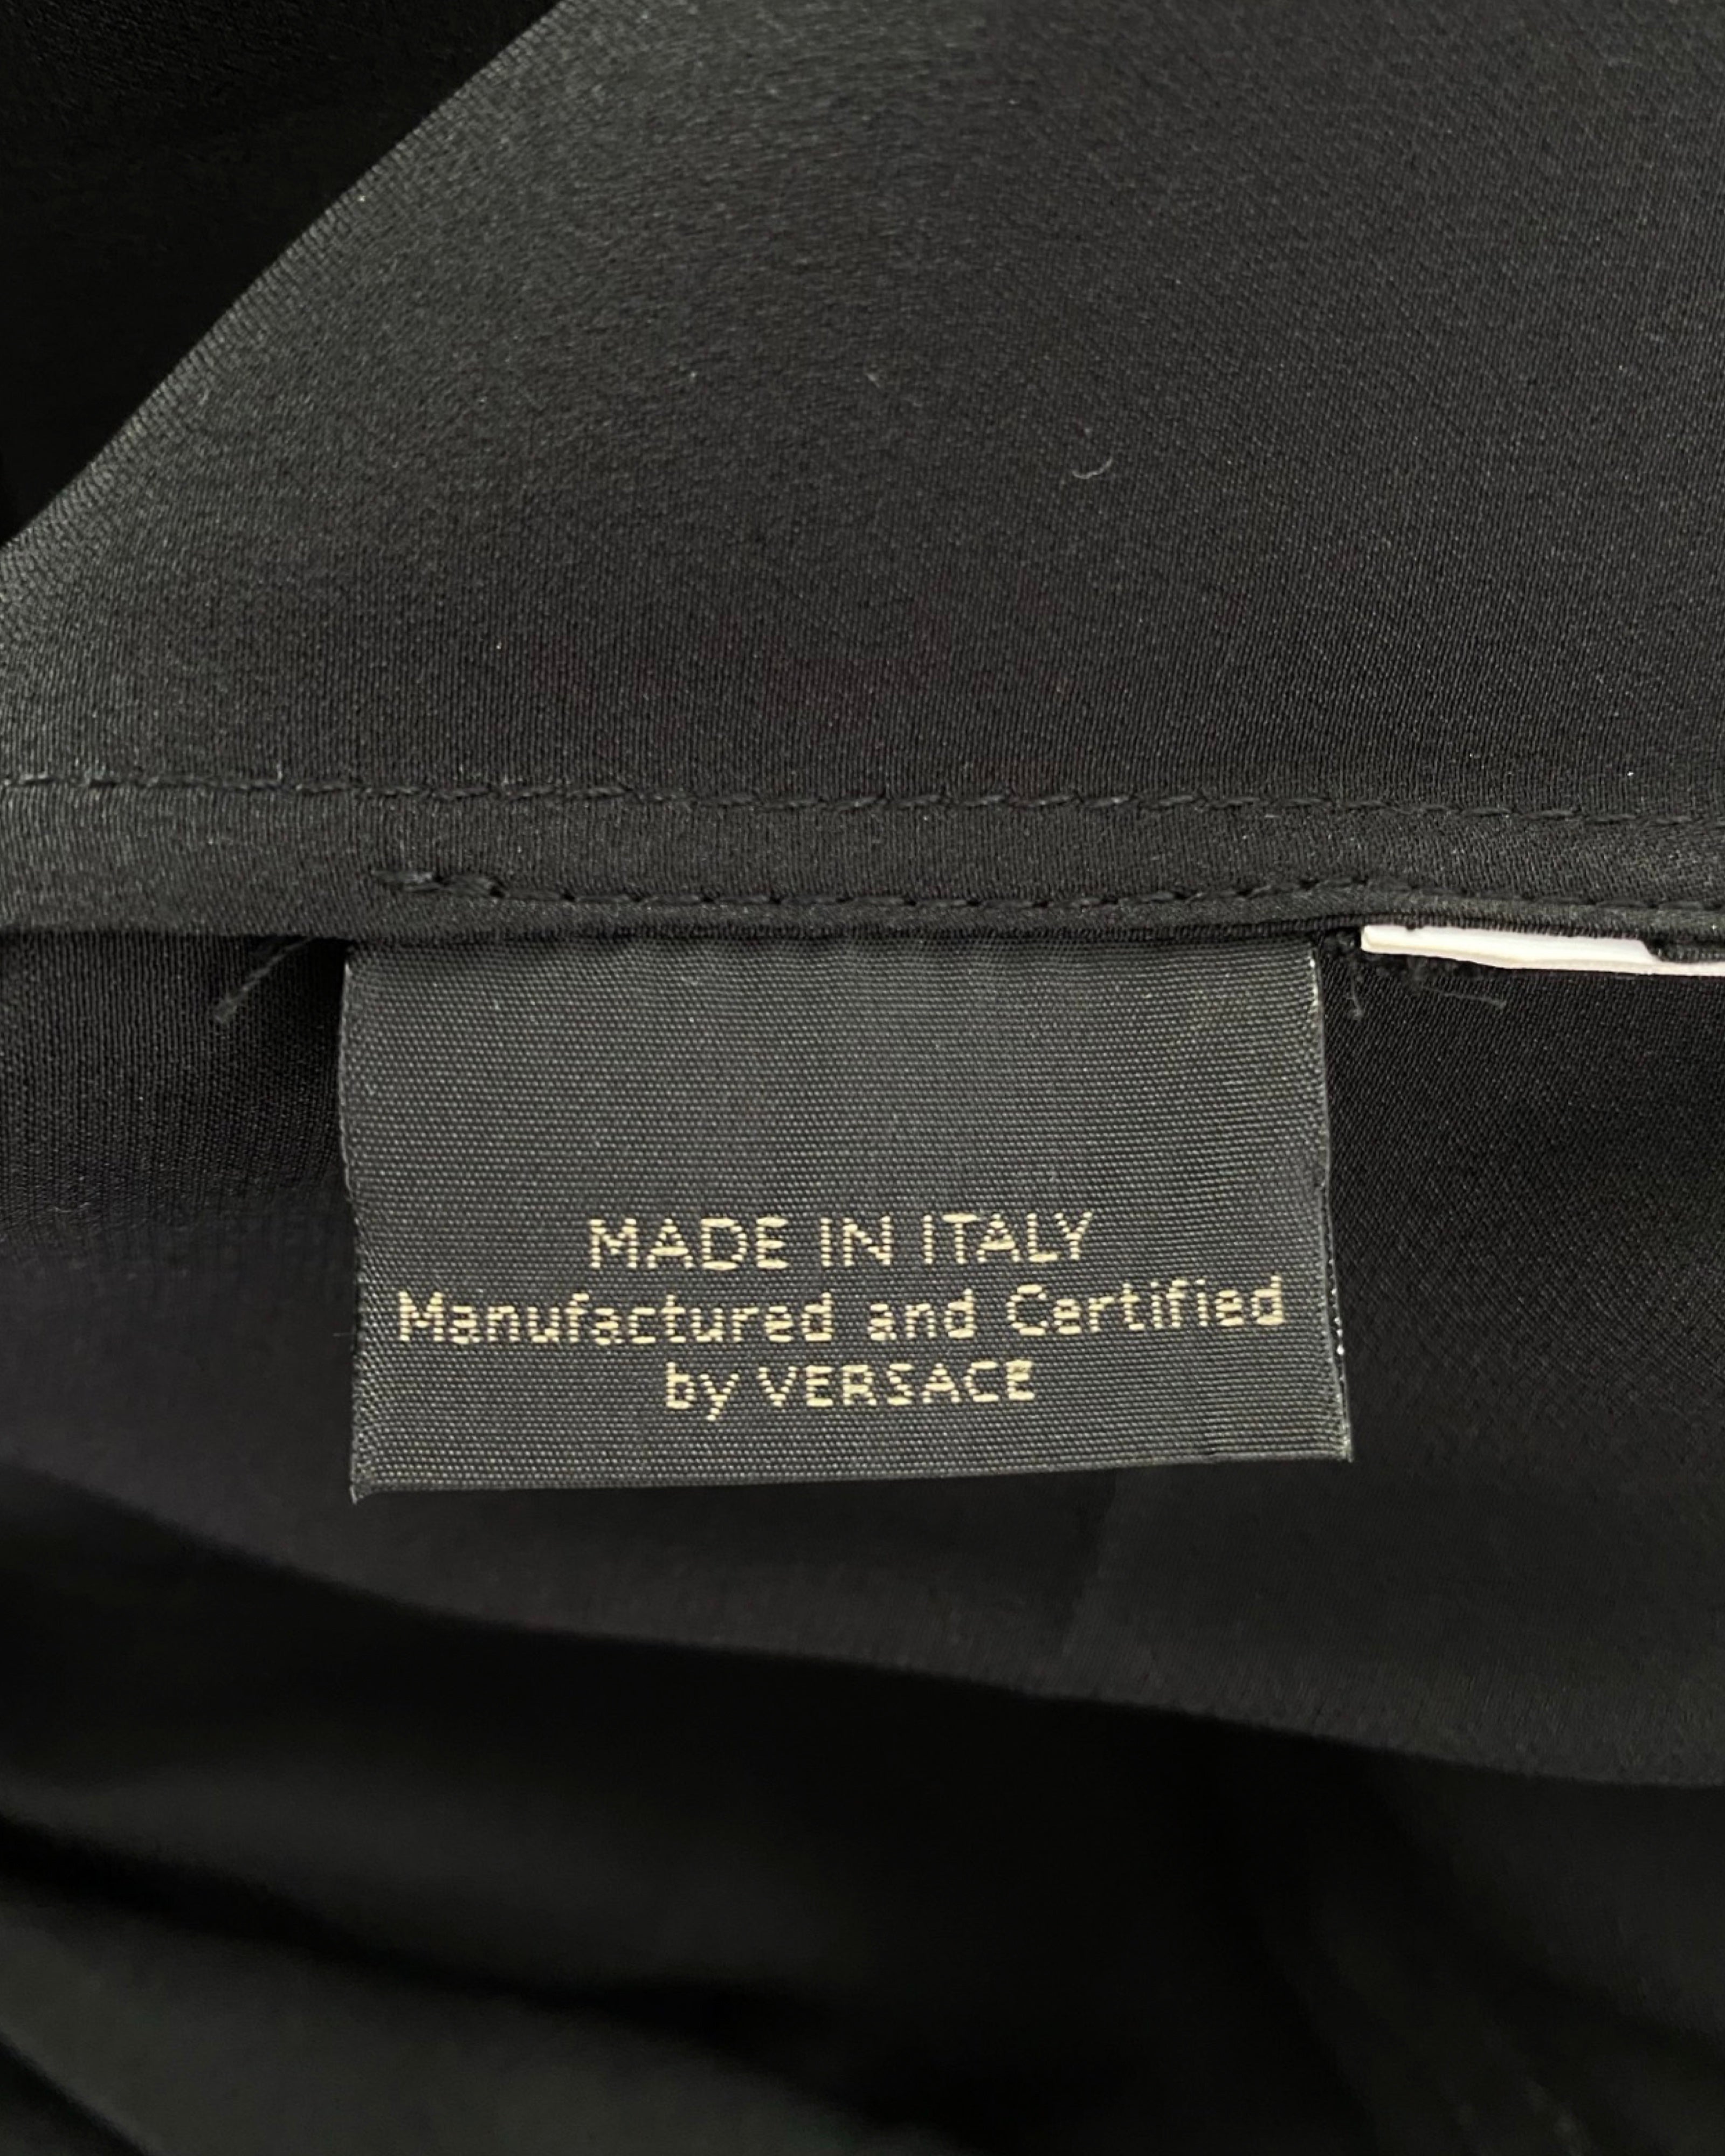 MADE IN ITALY
Manufactured and Certified
by VERSACE